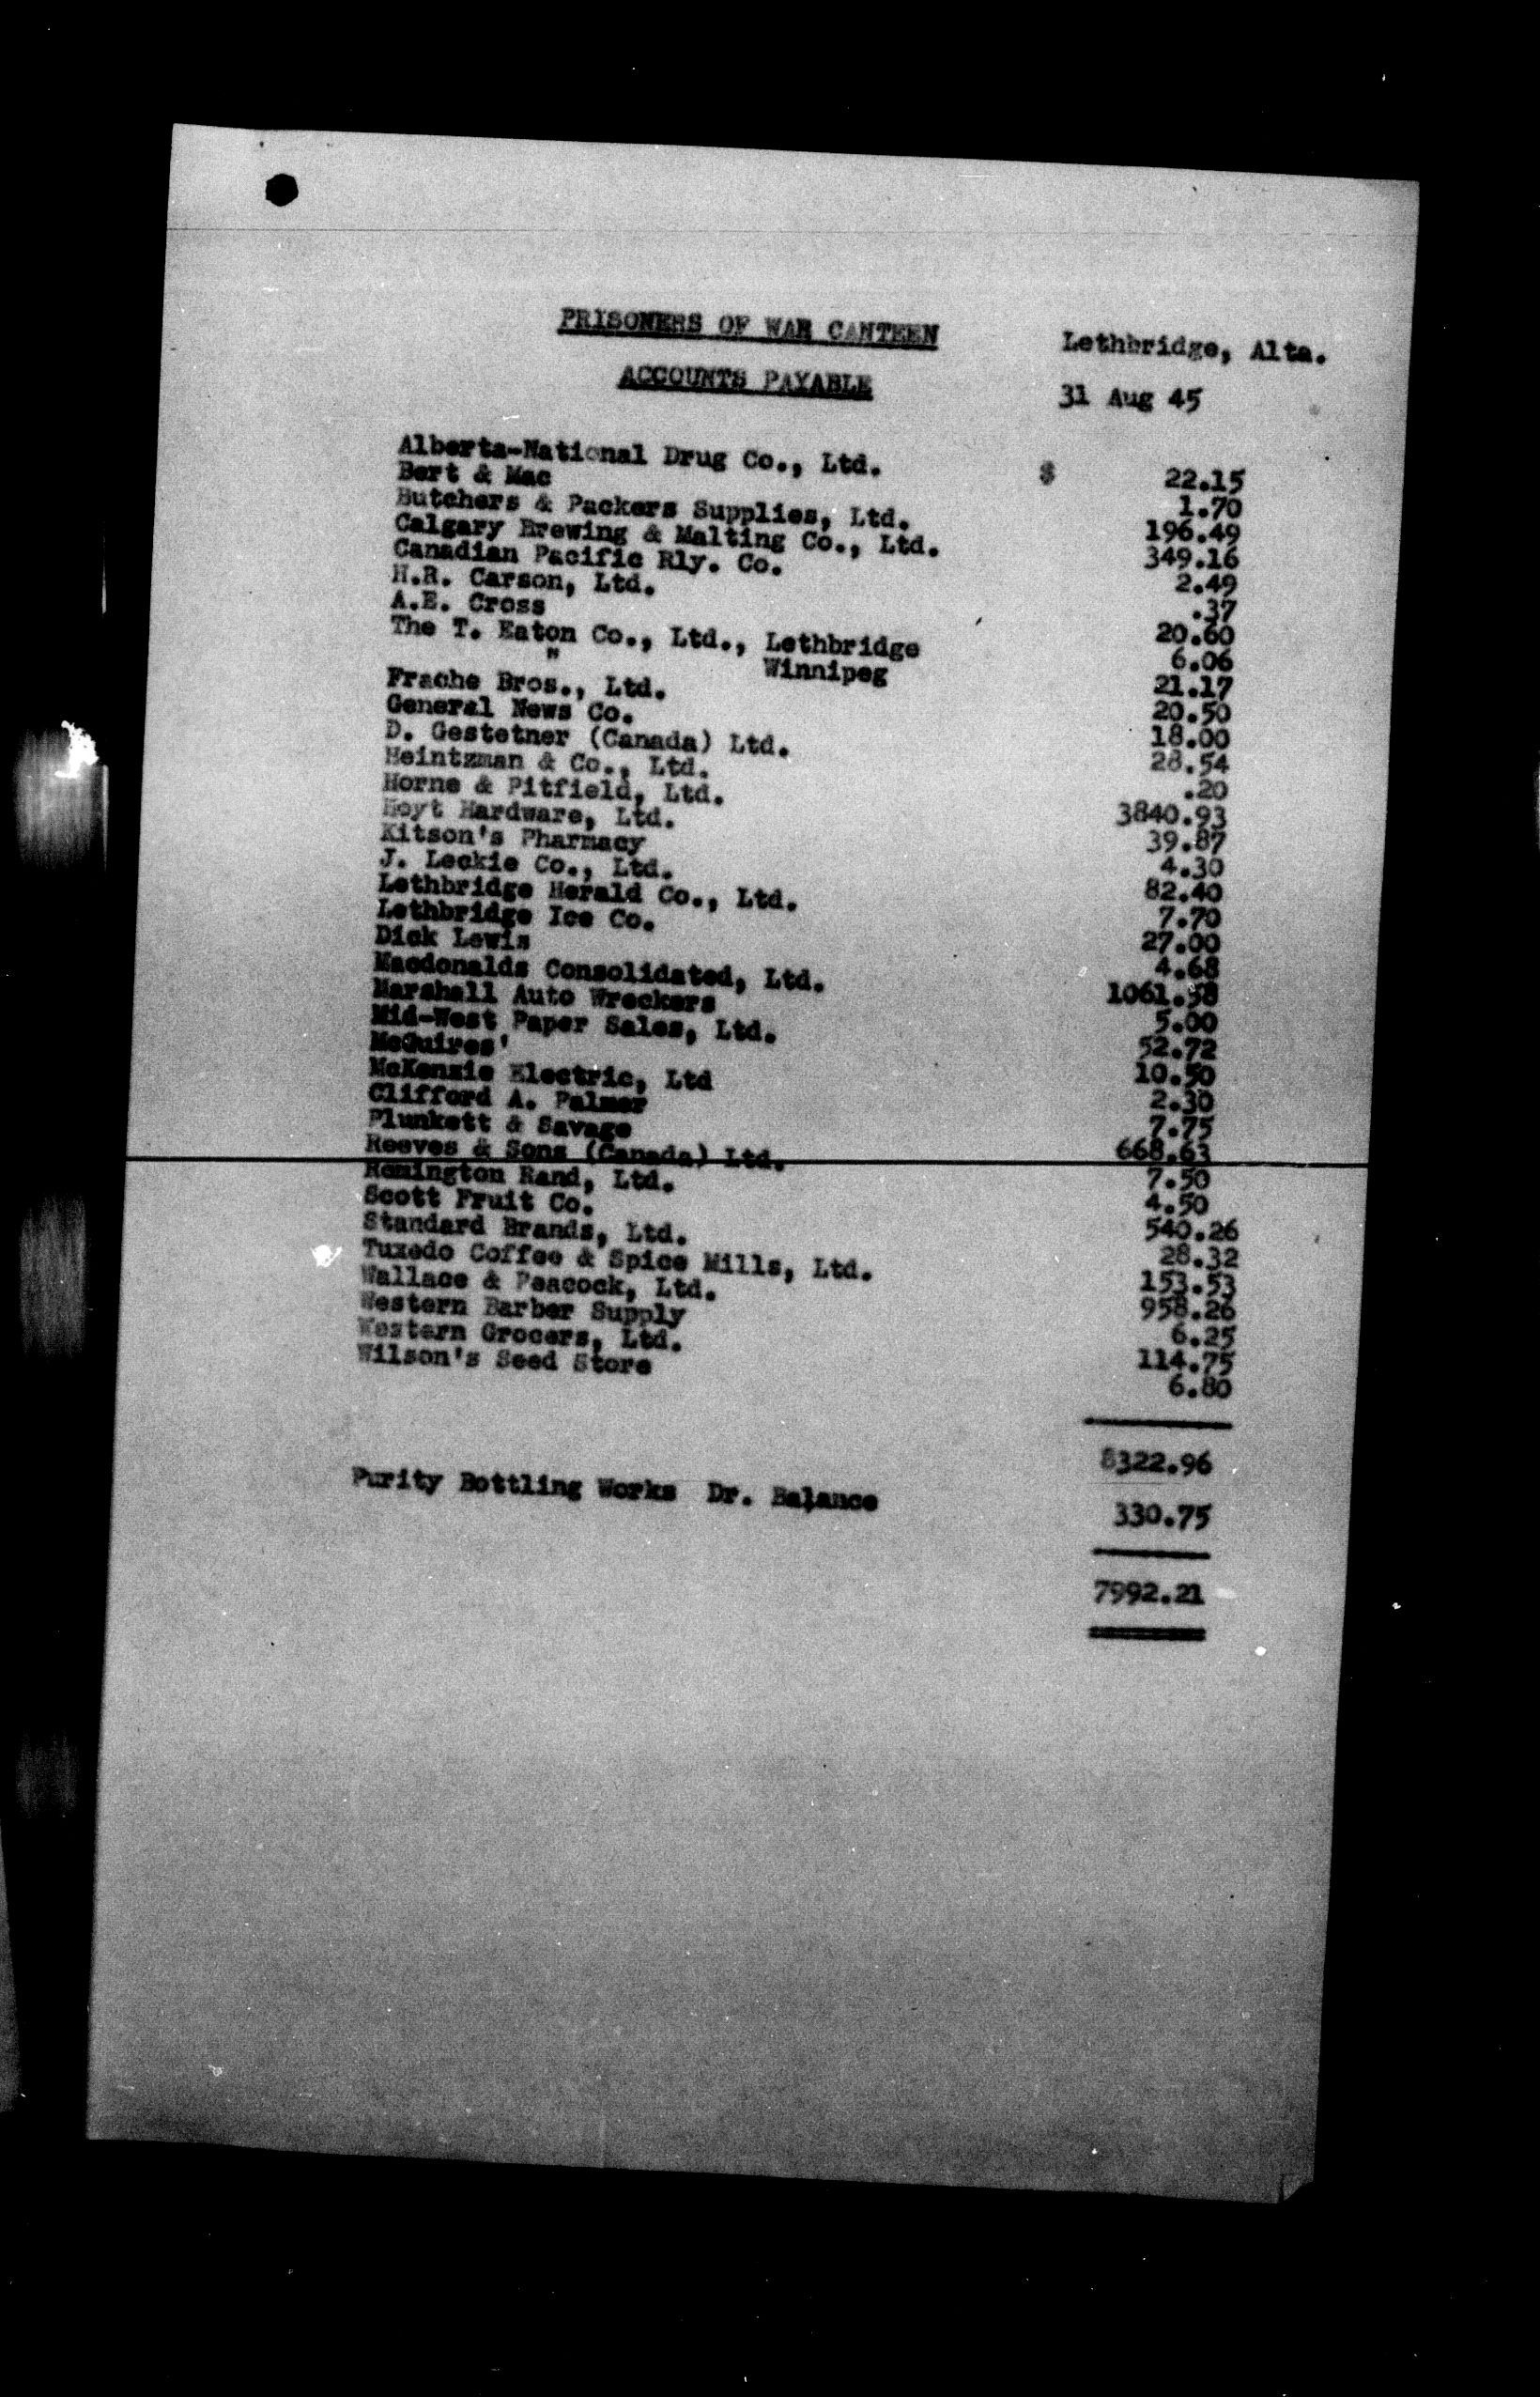 PRISONERS OF WAR CANTEEN Lethbridge, Alta.
ACCOUNTS PAYABLE 31 Aug 45
Alberta-National Drug Co., Ltd. $ 22.15
Bert & Mac 1.70
Butchers & Packers Supplies, Ltd. 196.49
Calgary Brewing & Malting Co., Ltd. 349.16
Canadian Pacific Rly. Co. 2.49
H.R. Carson, Ltd. .37
A.E. Cross 20.60
The T. Eaton Co., Ltd., Lethbridge 6.06
" Winnipeg 21.17
Frache Bros., Ltd. 20.50
General News Co. 18.00
D. Gestetner (Canada) Ltd. 28.54
Heintzman & Co., Ltd. .20
Horne & Pitfield, Ltd. 3840.93
Hoyt Hardware, Ltd. 39.87
Kitson's Pharmacy 4.30
J. Leckie Co., Ltd. 82.40
Lethbridge Herald Co., Ltd. 7.70
Lethbridge Ice Co. 27.00
Dick Lewis 4.68
Macdonalds Consolidated, Ltd. 1061.58
Marshall Auto Wreckers 5.00
Mid-West Paper Sales, Ltd. 52.72
McGuires' 10.50
McKenzie Electric, Ltd 2.30
Clifford A. Palmer 7.75
Plunkett & Savage 668.63
Reeves & Sons (Canada) Ltd. 7.50
Remington Rand, Ltd. 4.50
Scott Fruit Co. 540.26
Standard Brands, Ltd. 28.32
Tuxedo Coffee & Spice Mills, Ltd. 153.53
Wallace & Peacock, Ltd. 958.26
Western Barber Supply 6.25
Western Grocers, Ltd. 114.75
Wilson's Seed Store 6.80
8322.96
Purity Bottling Works Dr. Balance 330.75
7992.21